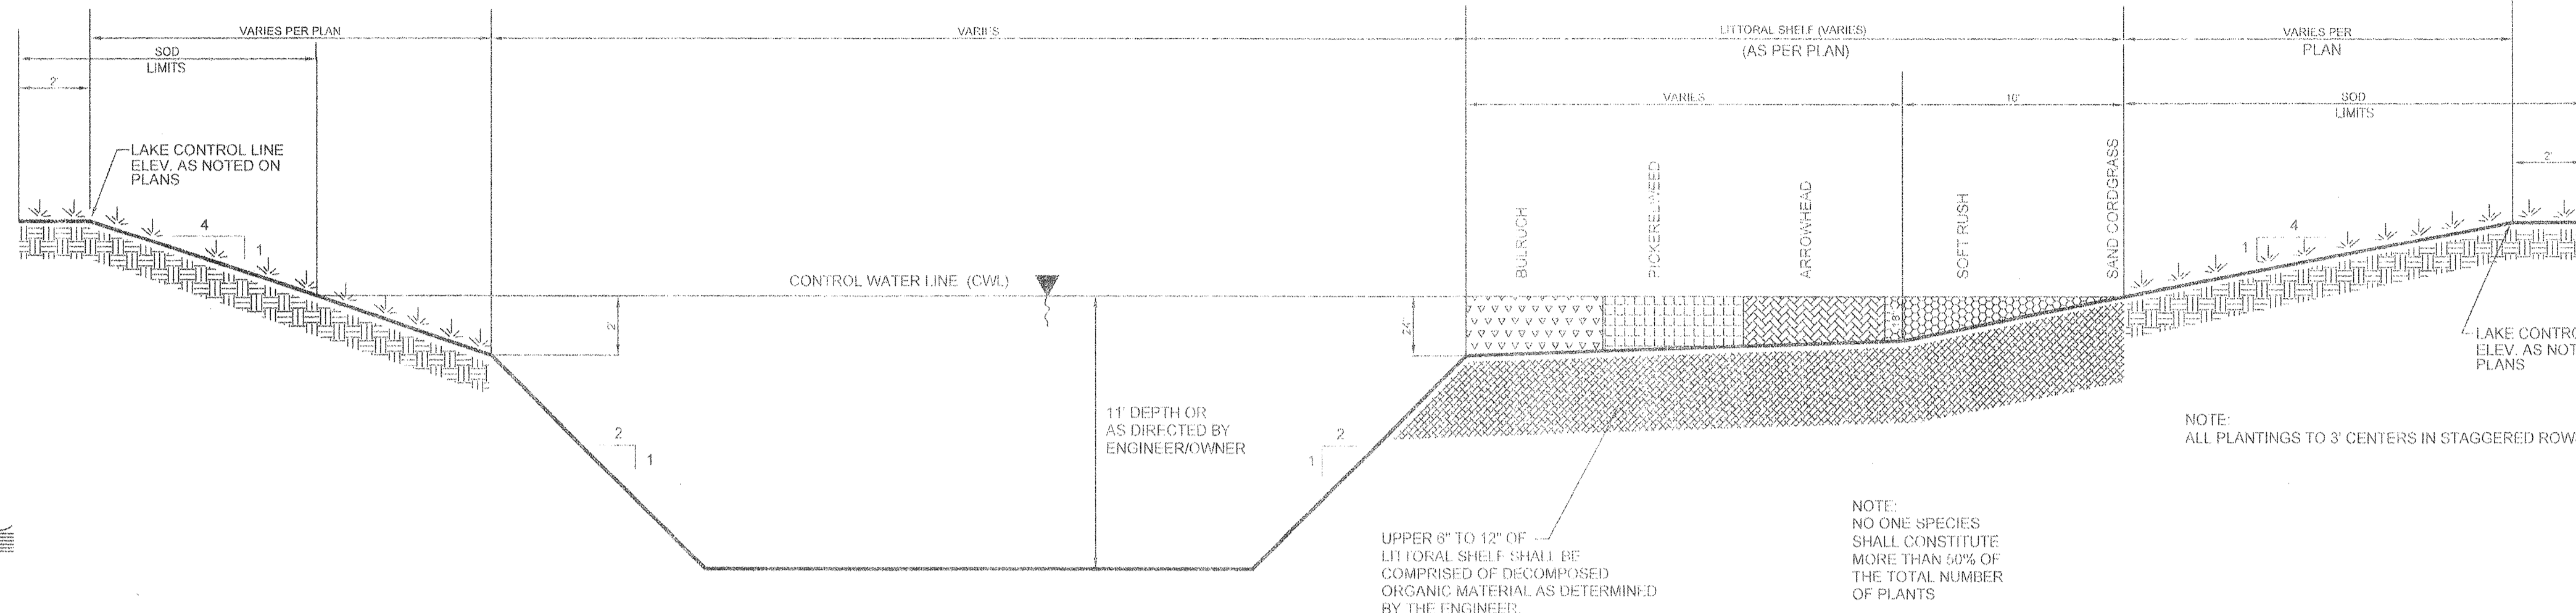 VARIES PER PLAN
VARIES
LITTORAL SHELF (VARIES)
(AS PER PLAN)
VARIES PER
PLAN
SOD
LIMITS
2'
VARIES
10'
SOD
LIMITS
2'
LAKE CONTROL LINE
ELEV. AS NOTED ON
PLANS
4
1
BULRUCH
PICKERELWEED
ARROWHEAD
SOFT RUSH
SAND CORDGRASS
1
4
CONTROL WATER LINE (CWL)
2'
24"
18"
LAKE CONTRO
ELEV. AS NOT
PLANS
11' DEPTH OR
AS DIRECTED BY
ENGINEER/OWNER
2
1
2
1
NOTE:
ALL PLANTINGS TO 3' CENTERS IN STAGGERED ROW
UPPER 6" TO 12" OF
LITTORAL SHELF SHALL BE
COMPRISED OF DECOMPOSED
ORGANIC MATERIAL AS DETERMINED
BY THE ENGINEER
NOTE:
NO ONE SPECIES
SHALL CONSTITUTE
MORE THAN 50% OF
THE TOTAL NUMBER
OF PLANTS